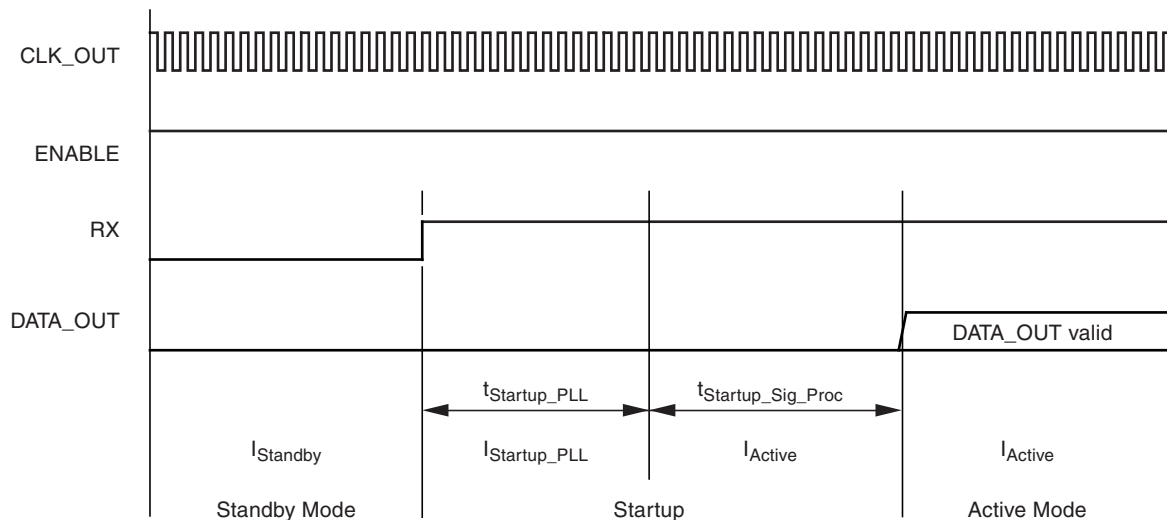 CLK_OUT
ENABLE
RX
DATA_OUT
DATA_OUT valid
tStartup_PLL
tStartup_Sig_Proc
IStandby
IStartup_PLL
IActive
IActive
Standby Mode
Startup
Active Mode